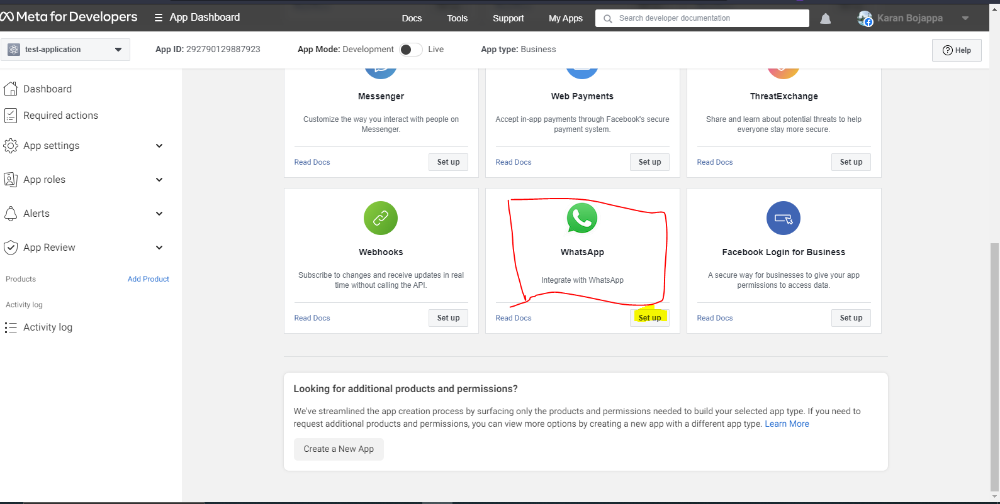 Meta for Developers
App Dashboard
Docs
Tools
Support
My Apps
Search developer documentation
Karan Bojappa
test-application
App ID: 292790129887923
App Mode: Development
Live
App type: Business
Help
Dashboard
Required actions
App settings
App roles
Alerts
App Review
Products
Add Product
Activity log
Activity log
Messenger
Customize the way you interact with people on
Messenger.
Read Docs
Set up
Web Payments
Accept in-app payments through Facebook's secure
payment system.
Read Docs
Set up
ThreatExchange
Share and learn about potential threats to help
everyone stay more secure.
Read Docs
Set up
Webhooks
Subscribe to changes and receive updates in real
time without calling the API.
Read Docs
Set up
WhatsApp
Integrate with WhatsApp
Read Docs
Set up
Facebook Login for Business
A secure way for businesses to give your app
permissions to access data.
Read Docs
Set up
Looking for additional products and permissions?
We've streamlined the app creation process by surfacing only the products and permissions needed to build your selected app type. If you need to
request additional products and permissions, you can view more options by creating a new app with a different app type. Learn More
Create a New App